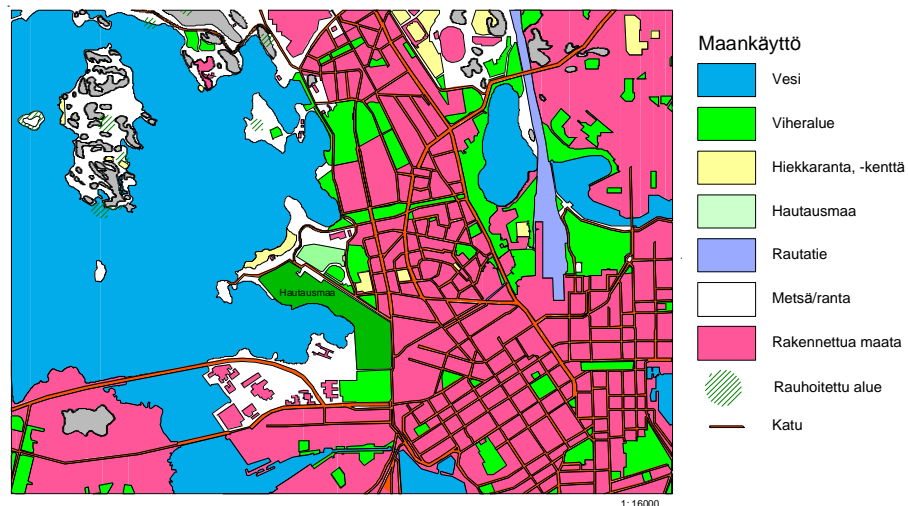 Maankäyttö
Vesi
Viheralue
Hiekkaranta, -kenttä
Hautausmaa
Rautatie
Metsä/ranta
Rakennettua maata
Rauhoitettu alue
Katu
Hautausmaa
1: 16000